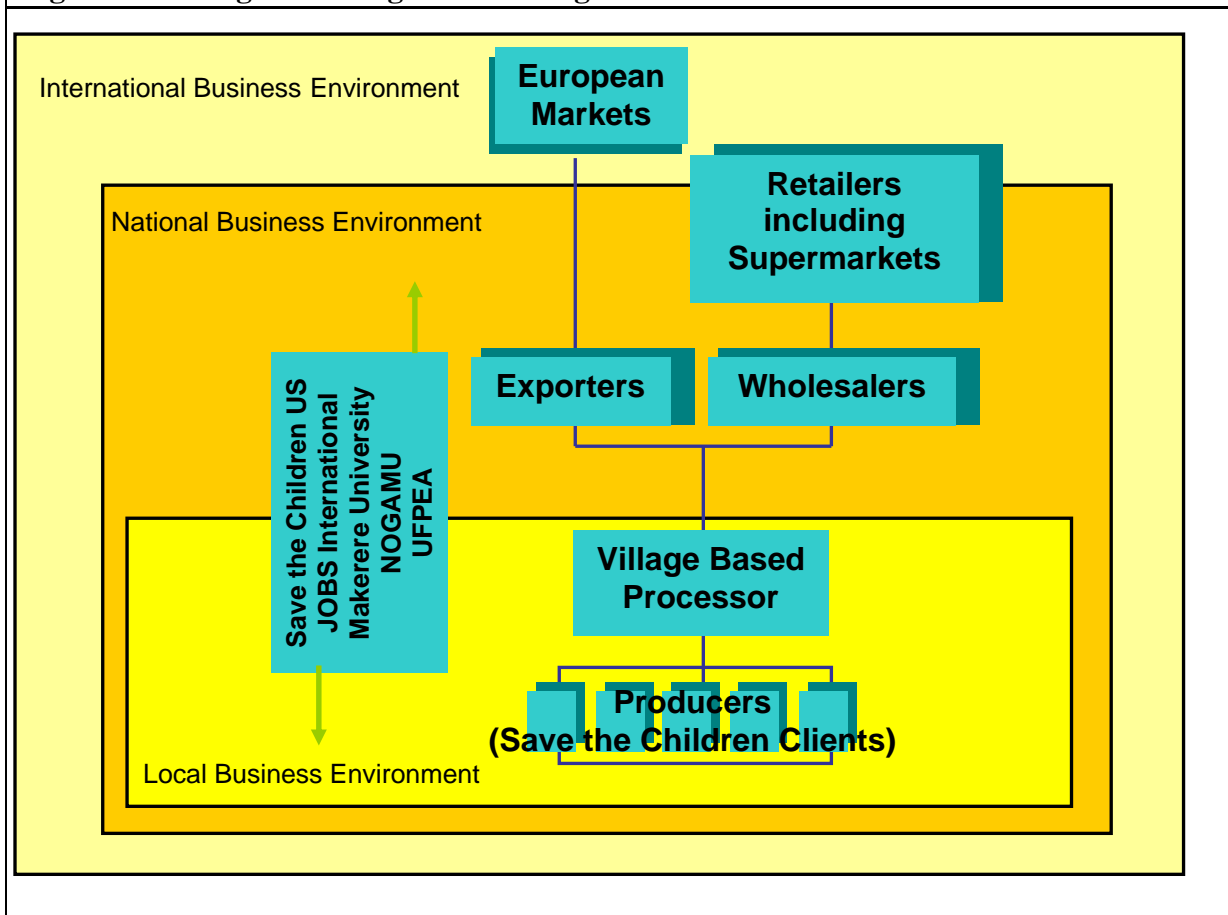 International Business Environment
European
Markets
Retailers
including
Supermarkets
National Business Environment
Exporters
Wholesalers
Save the Children US
JOBS International
Makerere University
NOGAMU
UFPEA
Village Based
Processor
Producers
(Save the Children Clients)
Local Business Environment